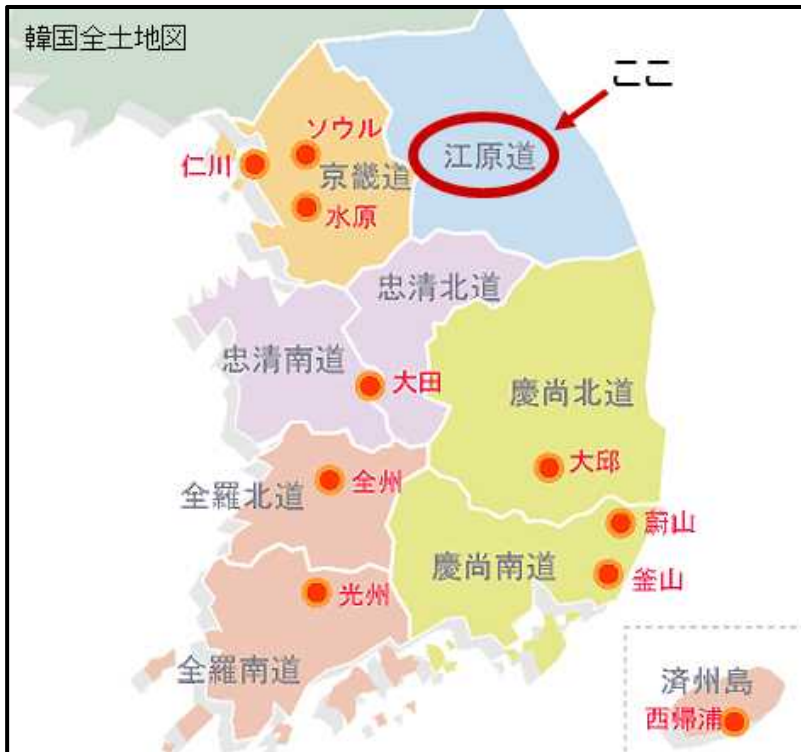 韓国全土地図
ここ
ソウル
仁川
京畿道
江原道
水原
忠清北道
忠清南道
大田
慶尚北道
大邱
全州
全羅北道
蔚山
慶尚南道
釜山
光州
全羅南道
済州島
西帰浦